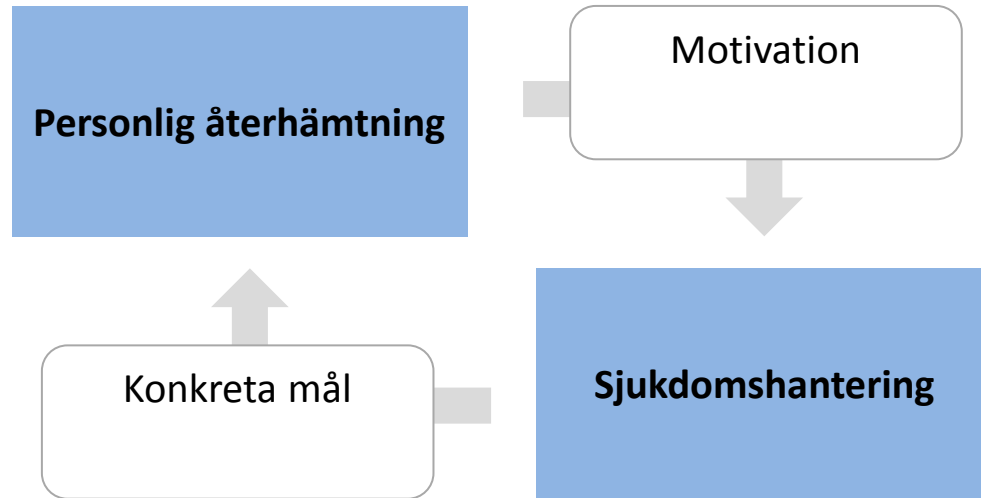 Personlig återhämtning
Motivation
Sjukdomshantering
Konkreta mål